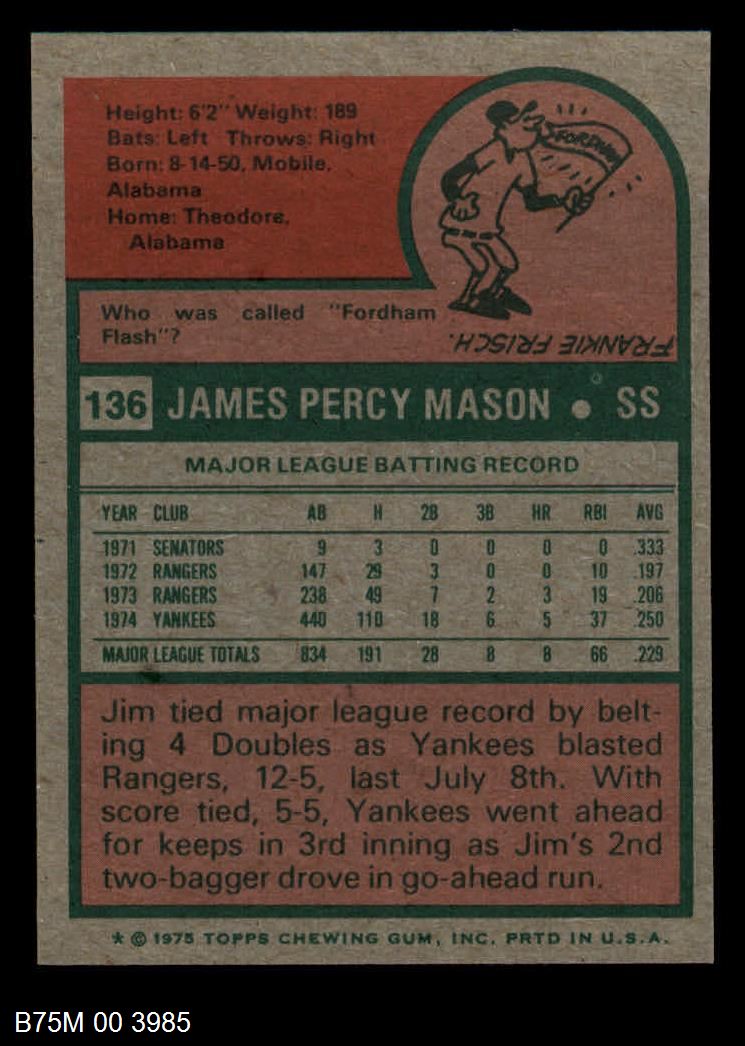 Height: 6'2" Weight: 189
Bats: Left Throws: Right
Born: 8-14-50, Mobile,
Alabama
Home: Theodore,
Alabama
FORDHAM
Who was called "Fordham
Flash"?
FRANKIE FRISCH.
136 JAMES PERCY MASON • SS
MAJOR LEAGUE BATTING RECORD
YEAR CLUB AB H 2B 3B HR RBI AVG
1971 SENATORS 9 3 0 0 0 0 .333
1972 RANGERS 147 29 3 0 0 10 .197
1973 RANGERS 238 49 7 2 3 19 .206
1974 YANKEES 440 110 18 6 5 37 .250
MAJOR LEAGUE TOTALS 834 191 28 8 8 66 .229
Jim tied major league record by belt-
ing 4 Doubles as Yankees blasted
Rangers, 12-5, last July 8th. With
score tied, 5-5, Yankees went ahead
for keeps in 3rd inning as Jim's 2nd
two-bagger drove in go-ahead run.
* © 1975 TOPPS CHEWING GUM, INC. PRTD IN U.S.A.
B75M 00 3985